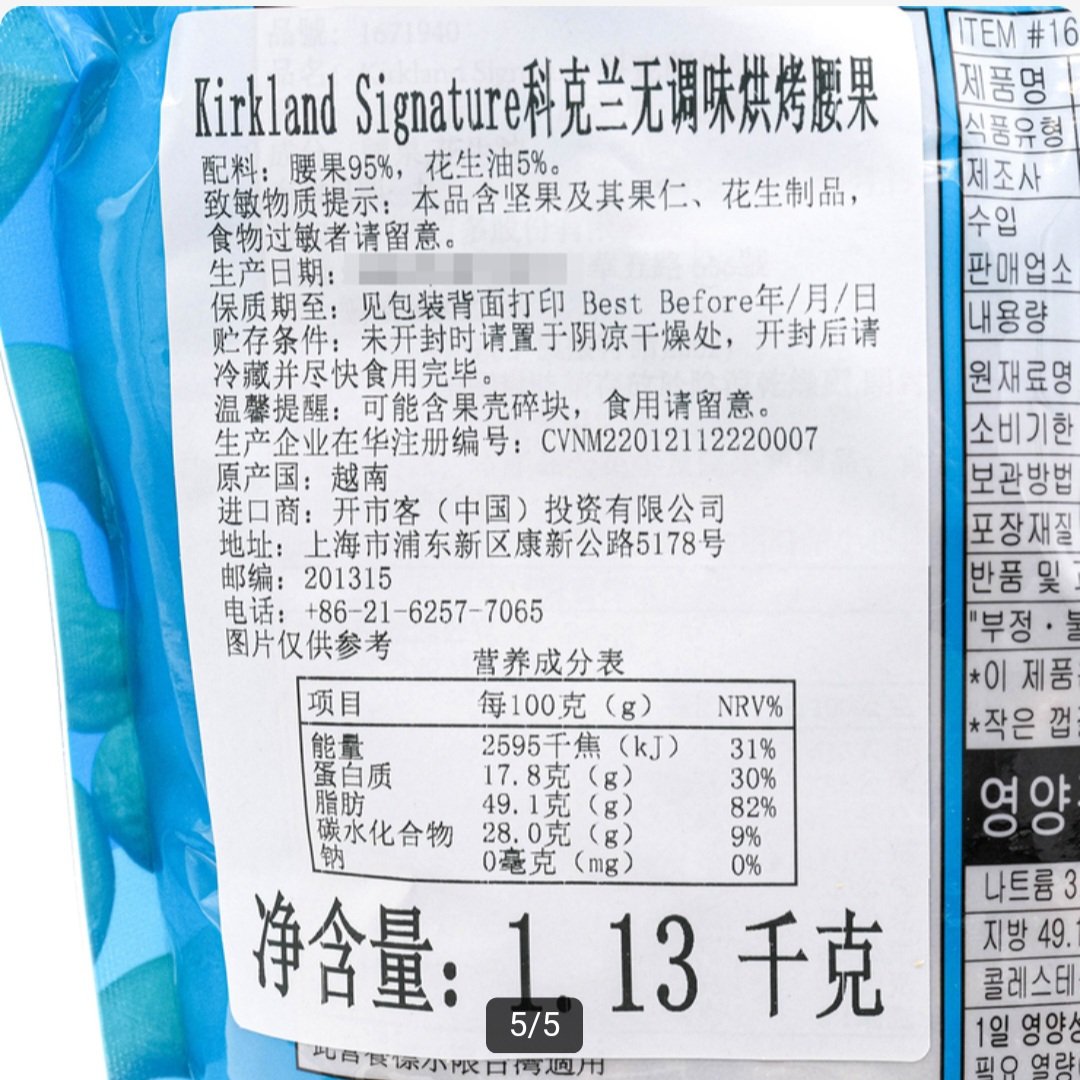 Kirkland Signature科克兰无调味烘烤腰果
配料：腰果95%，花生油5%。
致敏物质提示：本品含坚果及其果仁、花生制品，
食物过敏者请留意。
生产日期：
保质期至：见包装背面打印 Best Before年/月/日
贮存条件：未开封时请置于阴凉干燥处，开封后请
冷藏并尽快食用完毕。
温馨提醒：可能含果壳碎块，食用请留意。
生产企业在华注册编号：CVNM22012112220007
原产国：越南
进口商：开市客（中国）投资有限公司
地址：上海市浦东新区康新公路5178号
邮编：201315
电话：+86-21-6257-7065
图片仅供参考
营养成分表
项目 每100克（g） NRV%
能量 2595千焦（kJ） 31%
蛋白质 17.8克（g） 30%
脂肪 49.1克（g） 82%
碳水化合物 28.0克（g） 9%
钠 0毫克（mg） 0%
净含量：1.13 千克
5/5
ITEM #16
제품명
식품유형
제조사
수입
판매업소
내용량
원재료명
소비기한
보관방법
포장재질
반품 및
"부정·불
*이 제품
*작은 껍
영양
나트륨 3
지방 49.1
콜레스테
1일 영양성
필요 열량